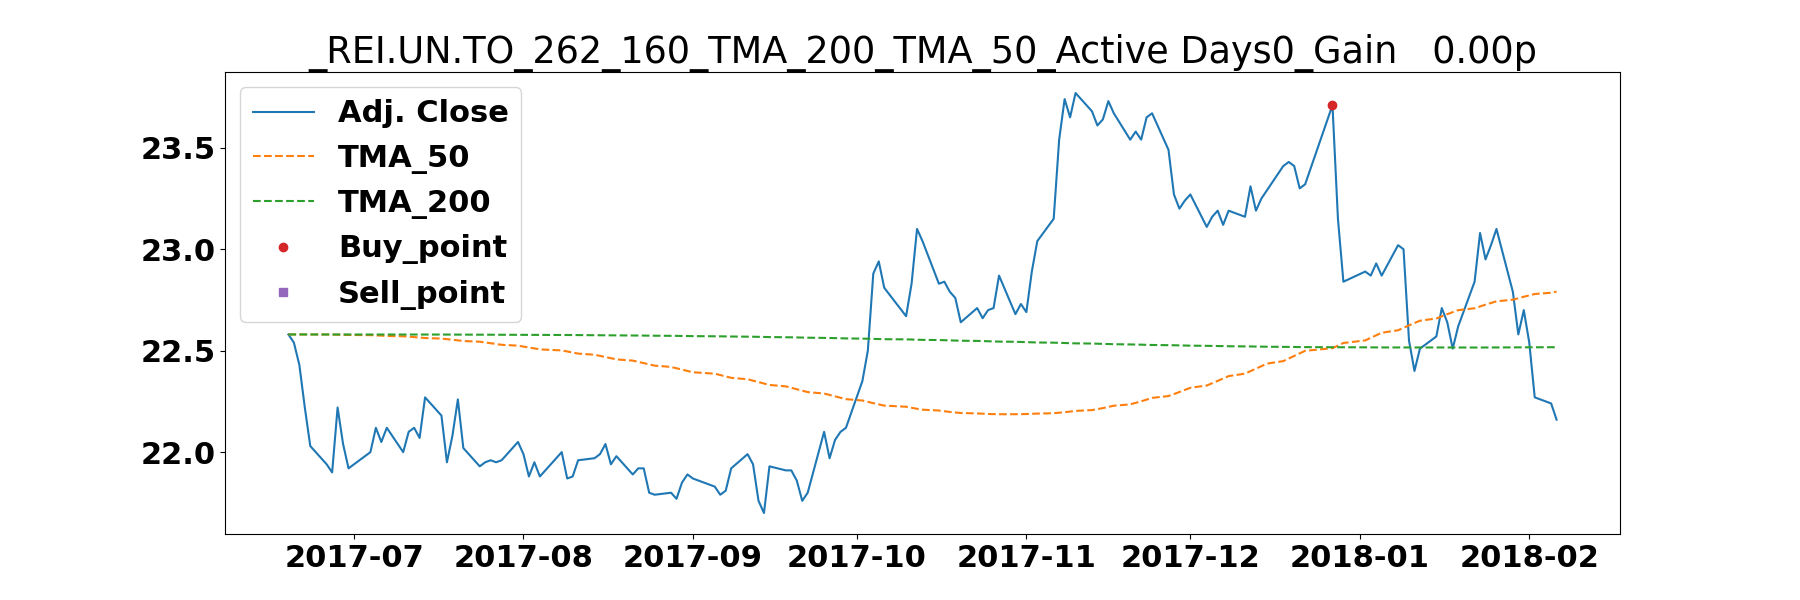 _REI.UN.TO_262_160_TMA_200_TMA_50_Active Days0_Gain   0.00p
Adj. Close
TMA_50
TMA_200
Buy_point
Sell_point
23.5
23.0
22.5
22.0
2017-07 2017-08 2017-09 2017-10 2017-11 2017-12 2018-01 2018-02